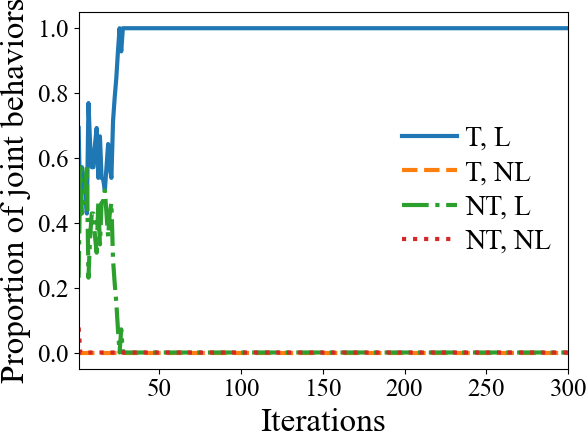 Proportion of joint behaviors
1.0
0.8
0.6
0.4
0.2
0.0
T, L
T, NL
NT, L
NT, NL
50 100 150 200 250 300
Iterations